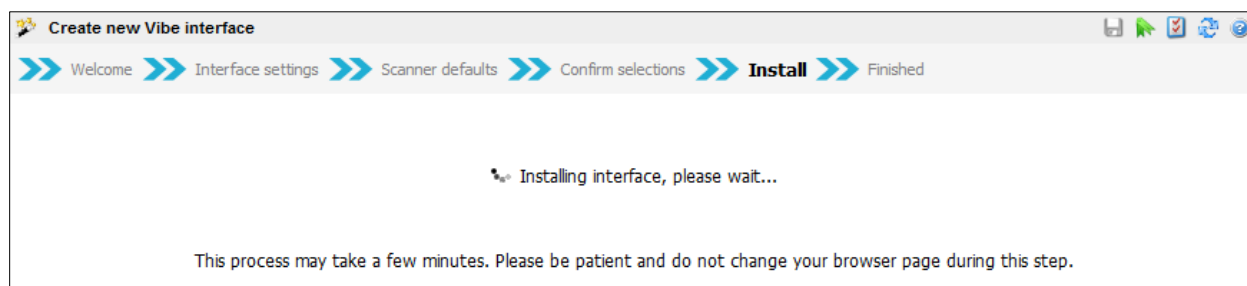 Create new Vibe interface
Welcome Interface settings Scanner defaults Confirm selections Install Finished
Installing interface, please wait...
This process may take a few minutes. Please be patient and do not change your browser page during this step.